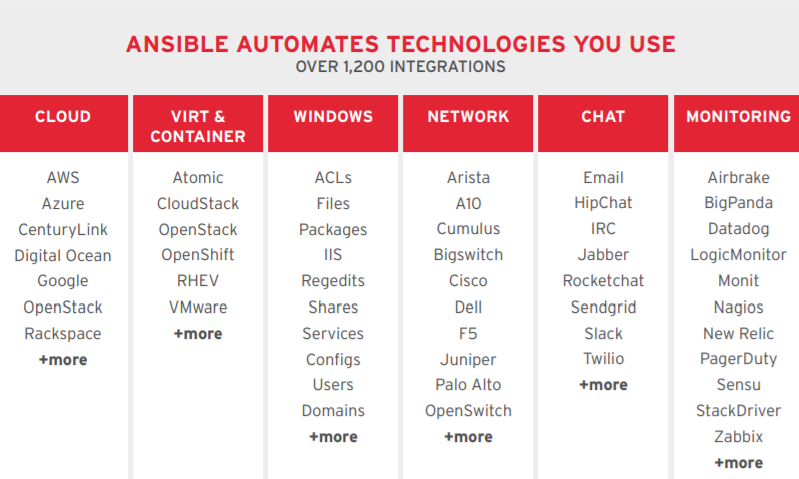 ANSIBLE AUTOMATES TECHNOLOGIES YOU USE
OVER 1,200 INTEGRATIONS
CLOUD
AWS
Azure
CenturyLink
Digital Ocean
Google
OpenStack
Rackspace
+more
VIRT &
CONTAINER
Atomic
CloudStack
OpenStack
OpenShift
RHEV
VMware
+more
WINDOWS
ACLs
Files
Packages
IIS
Regedits
Shares
Services
Configs
Users
Domains
+more
NETWORK
Arista
A10
Cumulus
Bigswitch
Cisco
Dell
F5
Juniper
Palo Alto
OpenSwitch
+more
CHAT
Email
HipChat
IRC
Jabber
Rocketchat
Sendgrid
Slack
Twilio
+more
MONITORING
Airbrake
BigPanda
Datadog
LogicMonitor
Monit
Nagios
New Relic
PagerDuty
Sensu
StackDriver
Zabbix
+more